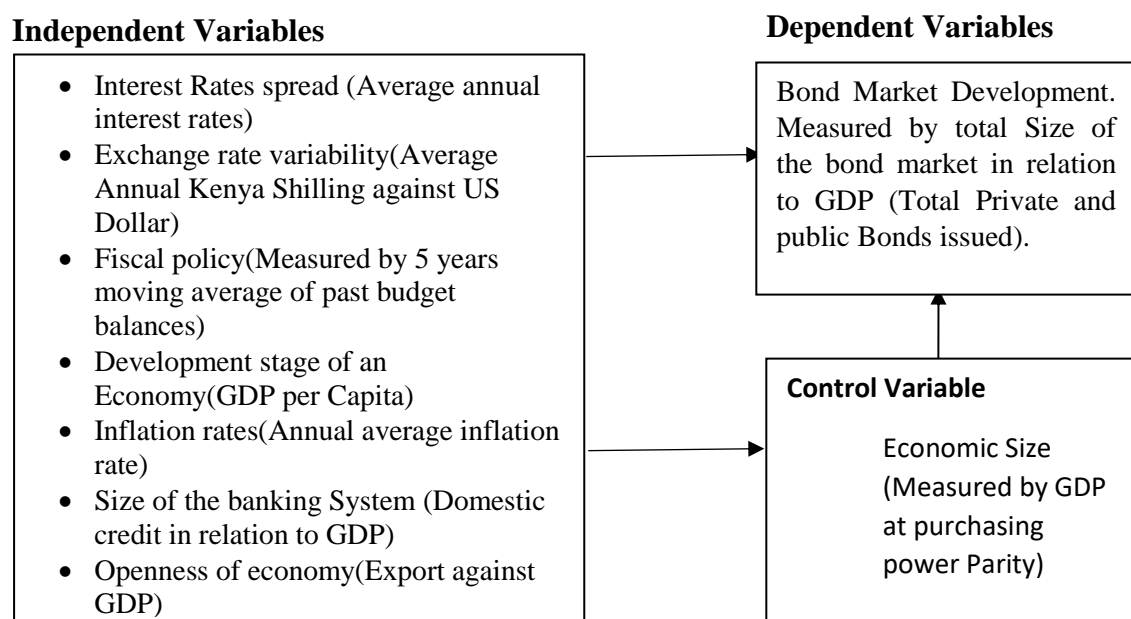 Independent Variables
• Interest Rates spread (Average annual
interest rates)
• Exchange rate variability(Average
Annual Kenya Shilling against US
Dollar)
• Fiscal policy(Measured by 5 years
moving average of past budget
balances)
• Development stage of an
Economy(GDP per Capita)
• Inflation rates(Annual average inflation
rate)
• Size of the banking System (Domestic
credit in relation to GDP)
• Openness of economy(Export against
GDP)
Dependent Variables
Bond Market Development.
Measured by total Size of
the bond market in relation
to GDP (Total Private and
public Bonds issued).
Control Variable
Economic Size
(Measured by GDP
at purchasing
power Parity)